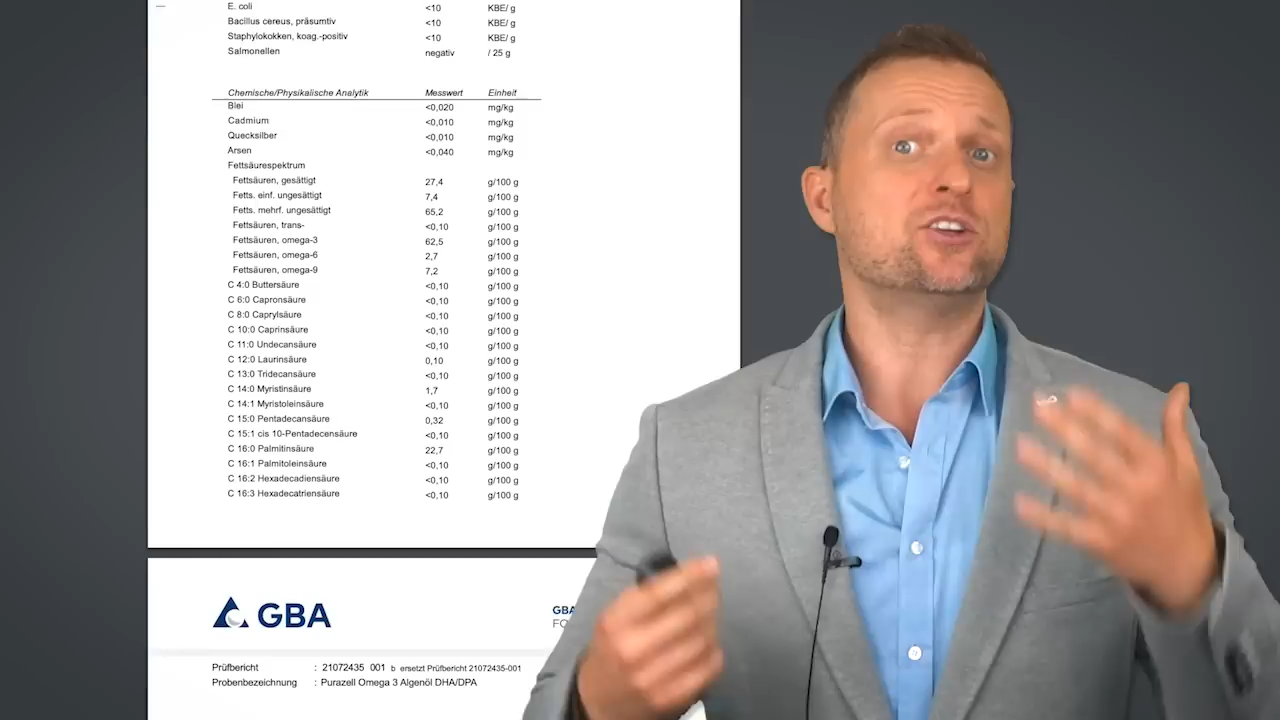 E. coli <10 KBE/ g
Bacillus cereus, präsumtiv <10 KBE/ g
Staphylokokken, koag.-positiv <10 KBE/ g
Salmonellen negativ / 25 g
Chemische/Physikalische Analytik Messwert Einheit
Blei <0,020 mg/kg
Cadmium <0,010 mg/kg
Quecksilber <0,010 mg/kg
Arsen <0,040 mg/kg
Fettsäurespektrum
Fettsäuren, gesättigt 27,4 g/100 g
Fetts. einf. ungesättigt 7,4 g/100 g
Fetts. mehrf. ungesättigt 65,2 g/100 g
Fettsäuren, trans- <0,10 g/100 g
Fettsäuren, omega-3 62,5 g/100 g
Fettsäuren, omega-6 2,7 g/100 g
Fettsäuren, omega-9 7,2 g/100 g
C 4:0 Buttersäure <0,10 g/100 g
C 6:0 Capronsäure <0,10 g/100 g
C 8:0 Caprylsäure <0,10 g/100 g
C 10:0 Caprinsäure <0,10 g/100 g
C 11:0 Undecansäure <0,10 g/100 g
C 12:0 Laurinsäure 0,10 g/100 g
C 13:0 Tridecansäure <0,10 g/100 g
C 14:0 Myristinsäure 1,7 g/100 g
C 14:1 Myristoleinsäure <0,10 g/100 g
C 15:0 Pentadecansäure 0,32 g/100 g
C 15:1 cis 10-Pentadecensäure <0,10 g/100 g
C 16:0 Palmitinsäure 22,7 g/100 g
C 16:1 Palmitoleinsäure <0,10 g/100 g
C 16:2 Hexadecadiensäure <0,10 g/100 g
C 16:3 Hexadecatriensäure <0,10 g/100 g
GBA GBA
FO
Prüfbericht : 21072435 001 b ersetzt Prüfbericht 21072435-001
Probenbezeichnung : Purazell Omega 3 Algenöl DHA/DPA